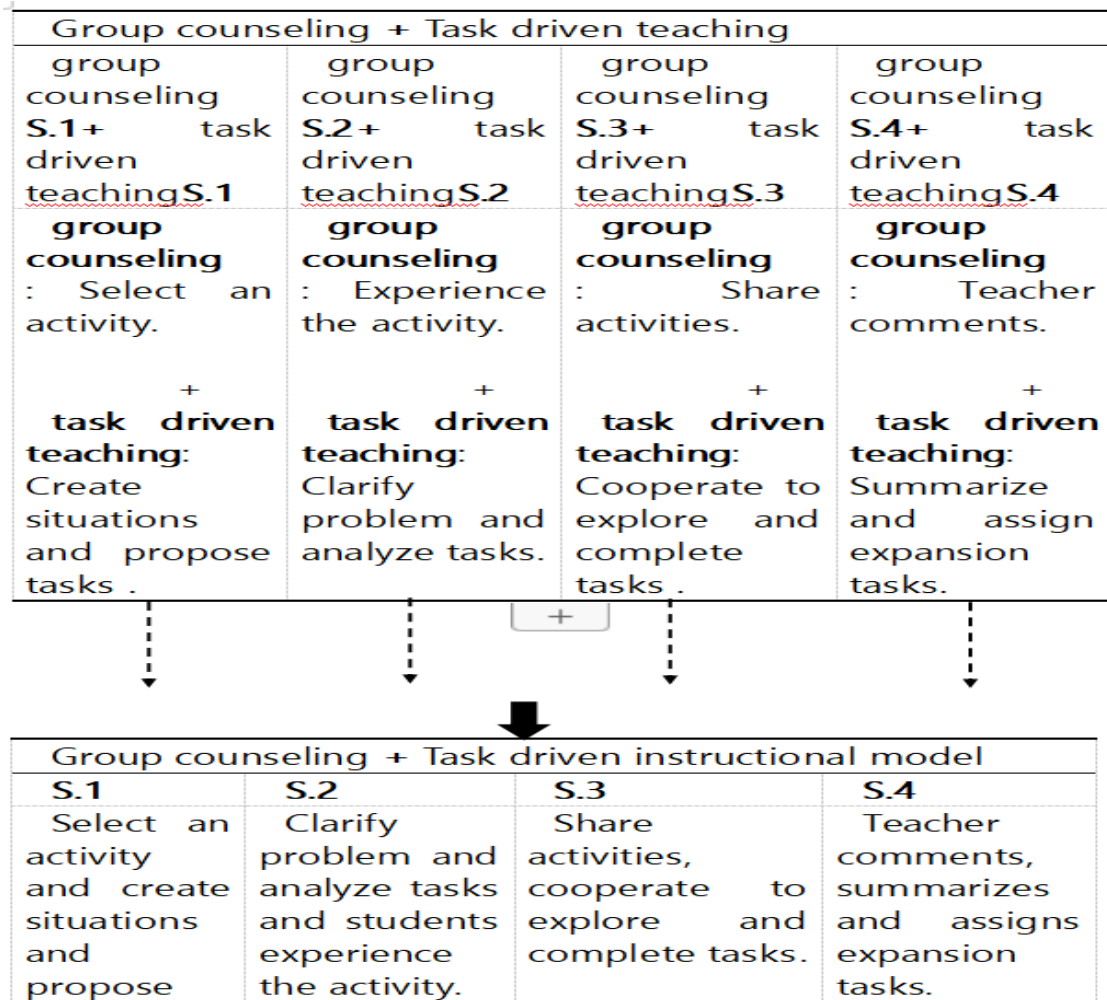 Group counseling + Task driven teaching
group
counseling
S.1+ task
driven
teachingS.1
group
counseling
S.2+ task
driven
teachingS.2
group
counseling
S.3+ task
driven
teachingS.3
group
counseling
S.4+ task
driven
teachingS.4
group
counseling
: Select an
activity.
+
task driven
teaching:
Create
situations
and propose
tasks .
group
counseling
: Experience
the activity.
+
task driven
teaching:
Clarify
problem and
analyze tasks.
group
counseling
: Share
activities.
+
task driven
teaching:
Cooperate to
explore and
complete
tasks .
group
counseling
: Teacher
comments.
+
task driven
teaching:
Summarize
and assign
expansion
tasks.
+
Group counseling + Task driven instructional model
S.1
S.2
S.3
S.4
Select an
activity
and create
situations
and
propose
Clarify
problem and
analyze tasks
and students
experience
the activity.
Share
activities,
cooperate to
explore and
complete tasks.
Teacher
comments,
summarizes
and assigns
expansion
tasks.